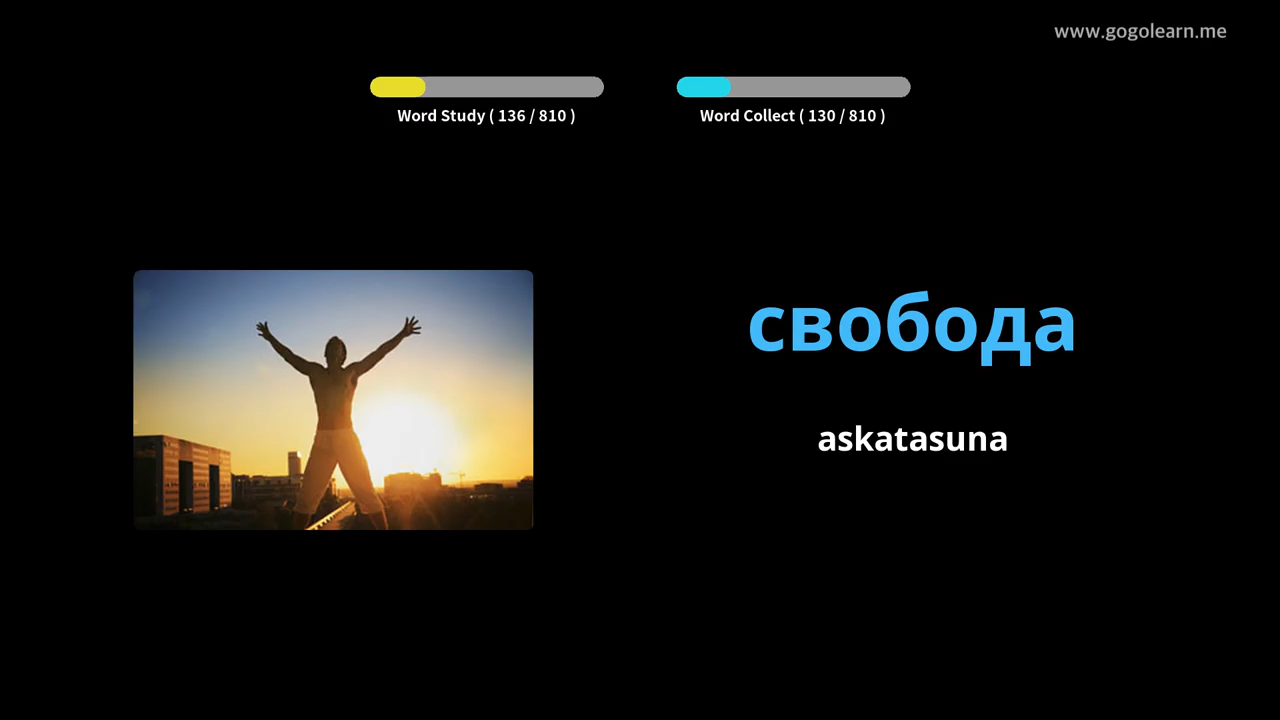 www.gogolearn.me
Word Study ( 136 / 810 )
Word Collect ( 130 / 810 )
свобода
askatasuna